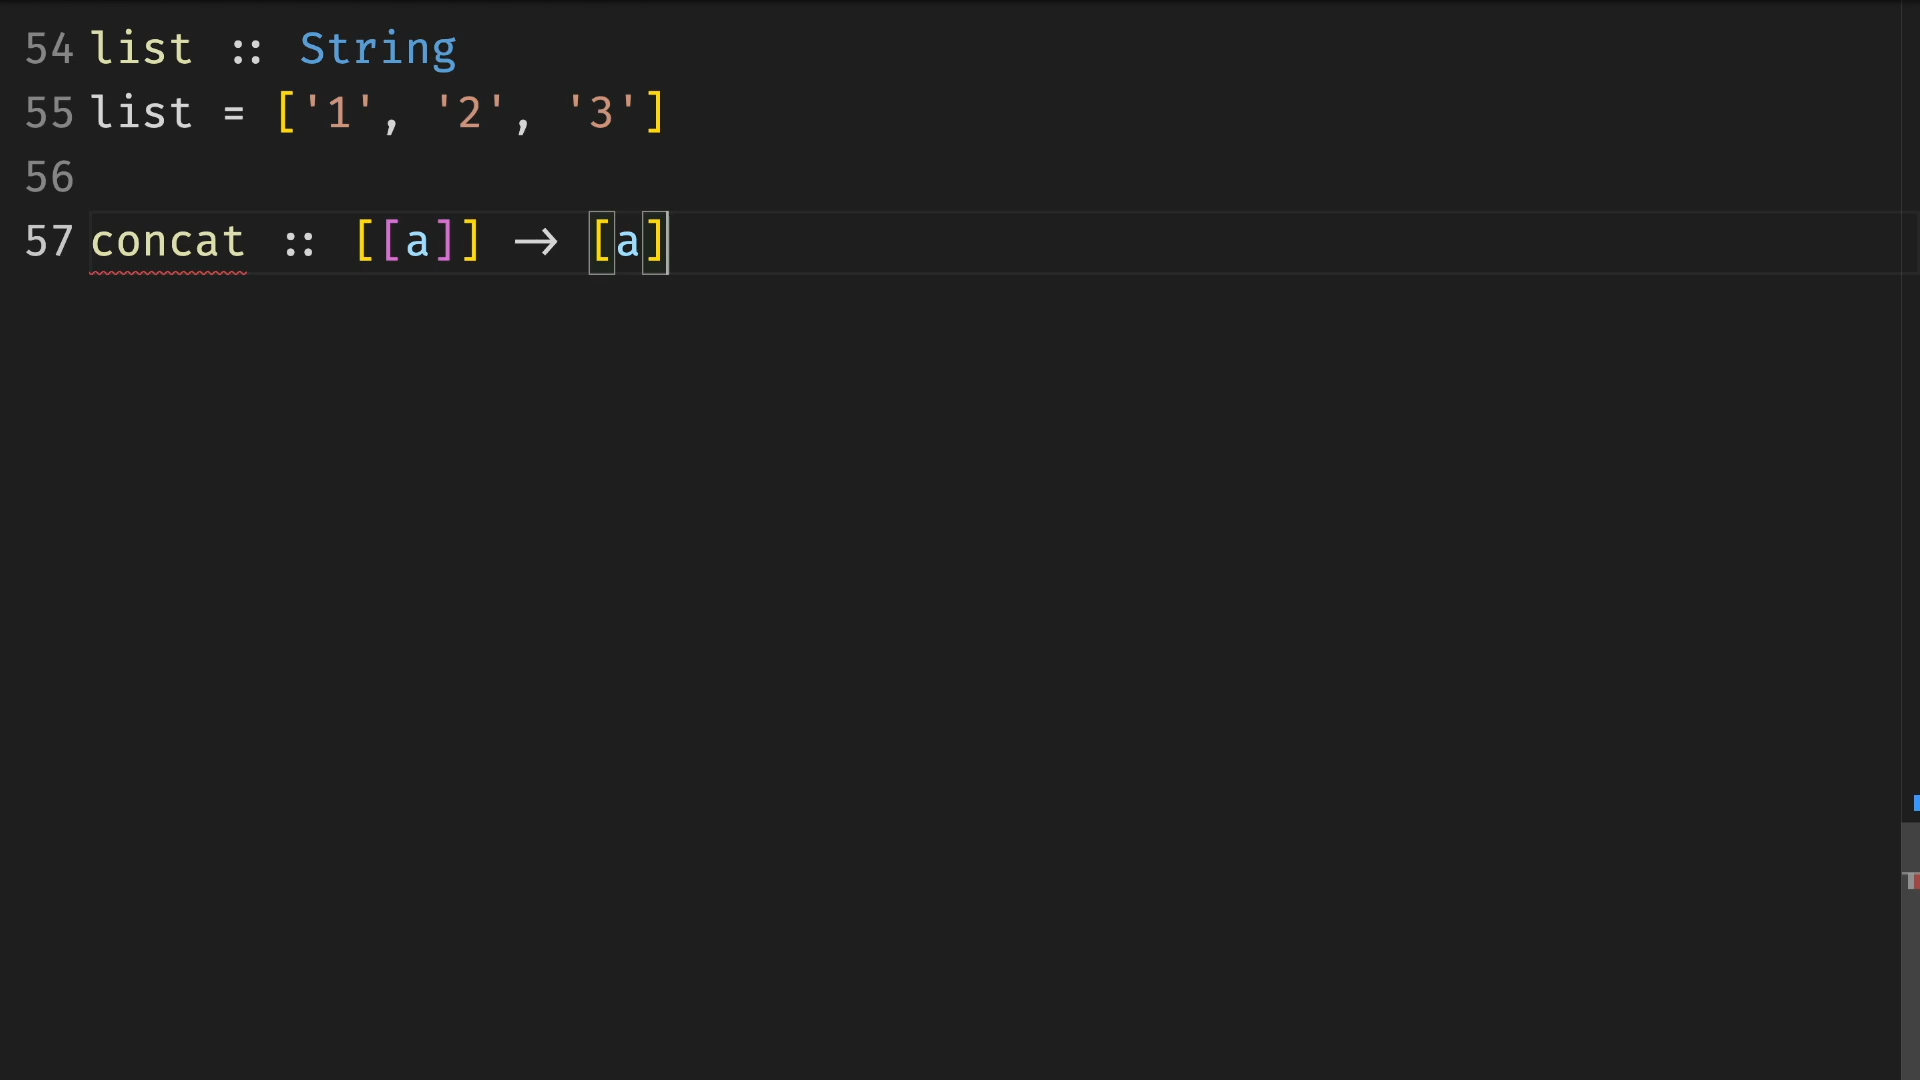 54 list :: String
55 list = ['1', '2', '3']
56
57 concat :: [[a]] -> [a]